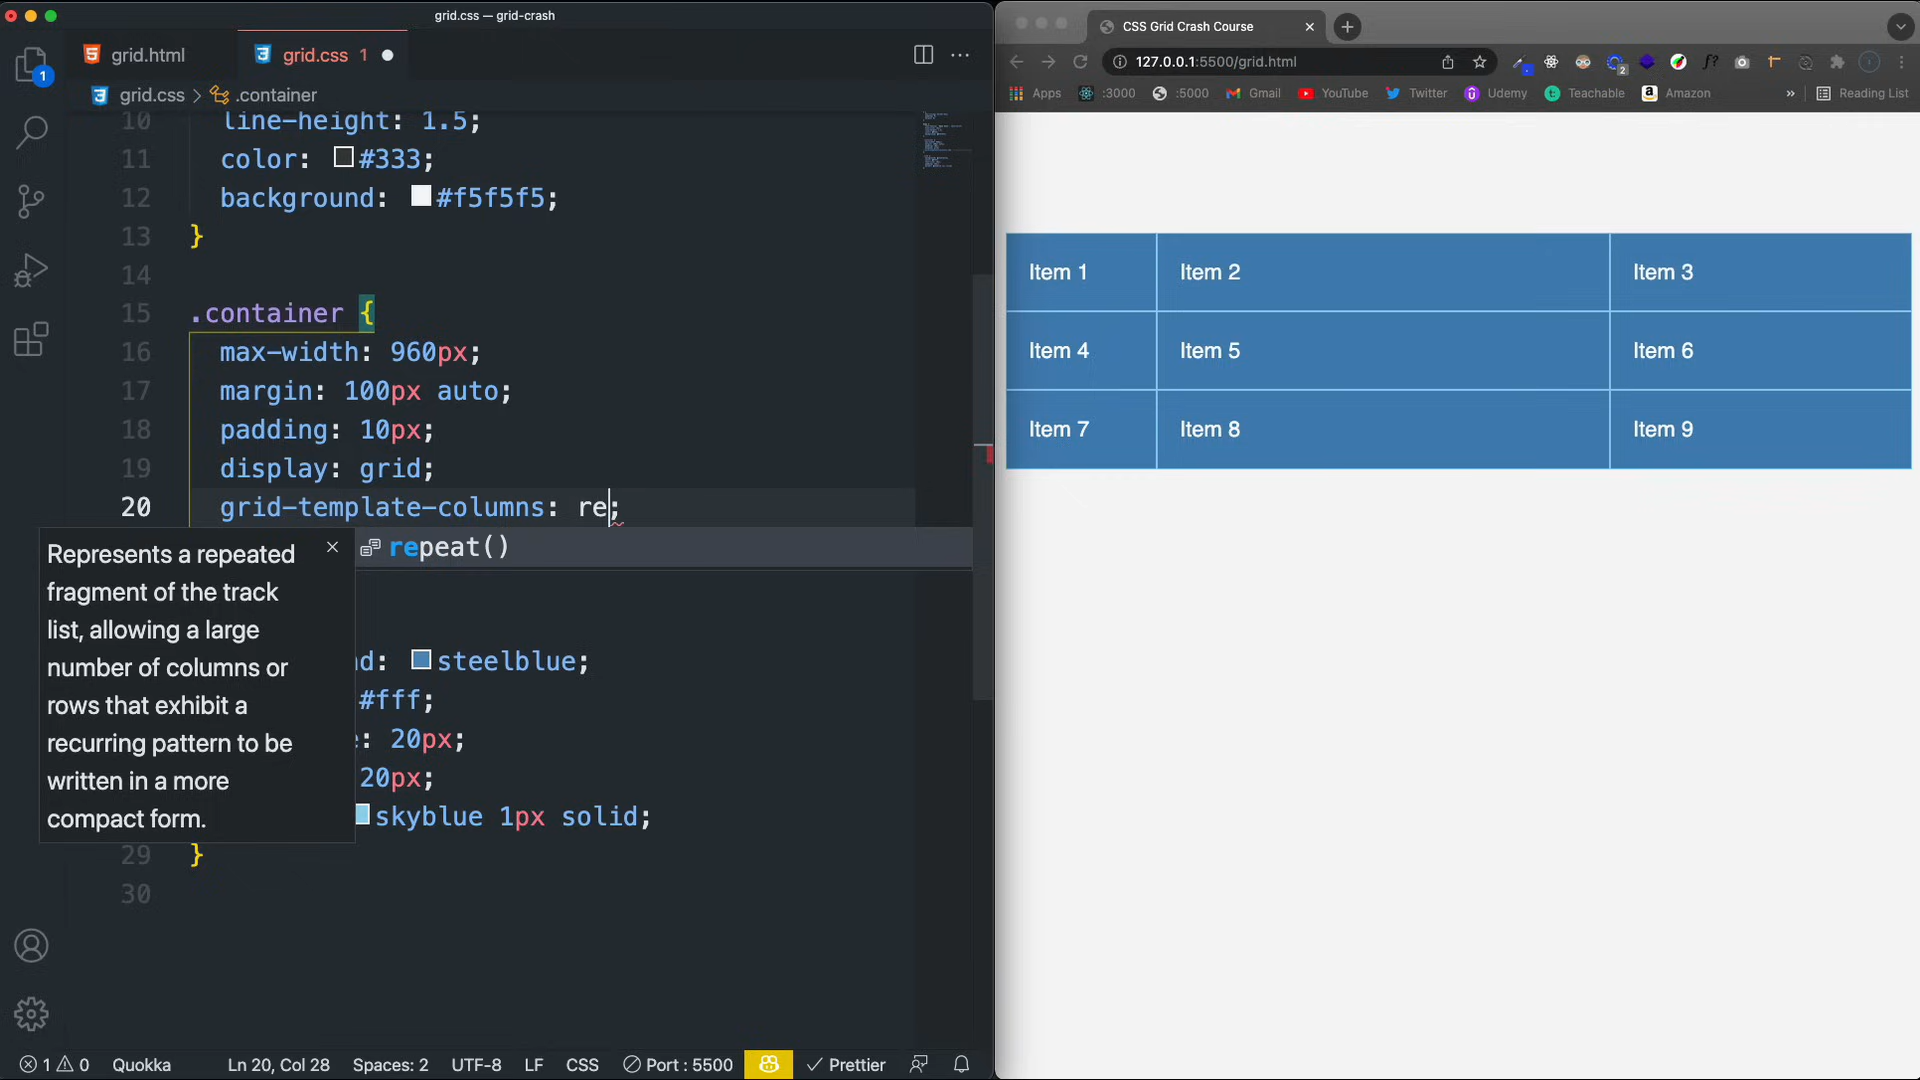 grid.css — grid-crash
grid.html
grid.css 1
grid.css > .container
10 line-height: 1.5;
11 color: #333;
12 background: #f5f5f5;
13 }
14
15 .container {
16 max-width: 960px;
17 margin: 100px auto;
18 padding: 10px;
19 display: grid;
20 grid-template-columns: re;
repeat()
Represents a repeated
fragment of the track
list, allowing a large
number of columns or
rows that exhibit a
recurring pattern to be
written in a more
compact form.
d: steelblue;
#fff;
: 20px;
20px;
skyblue 1px solid;
29 }
30
1
1 0
Quokka
Ln 20, Col 28
Spaces: 2
UTF-8
LF
CSS
Port : 5500
Prettier
CSS Grid Crash Course
127.0.0.1:5500/grid.html
f?
2
Apps
:3000
:5000
Gmail
YouTube
Twitter
Udemy
Teachable
Amazon
»
Reading List
Item 1 Item 2 Item 3
Item 4 Item 5 Item 6
Item 7 Item 8 Item 9